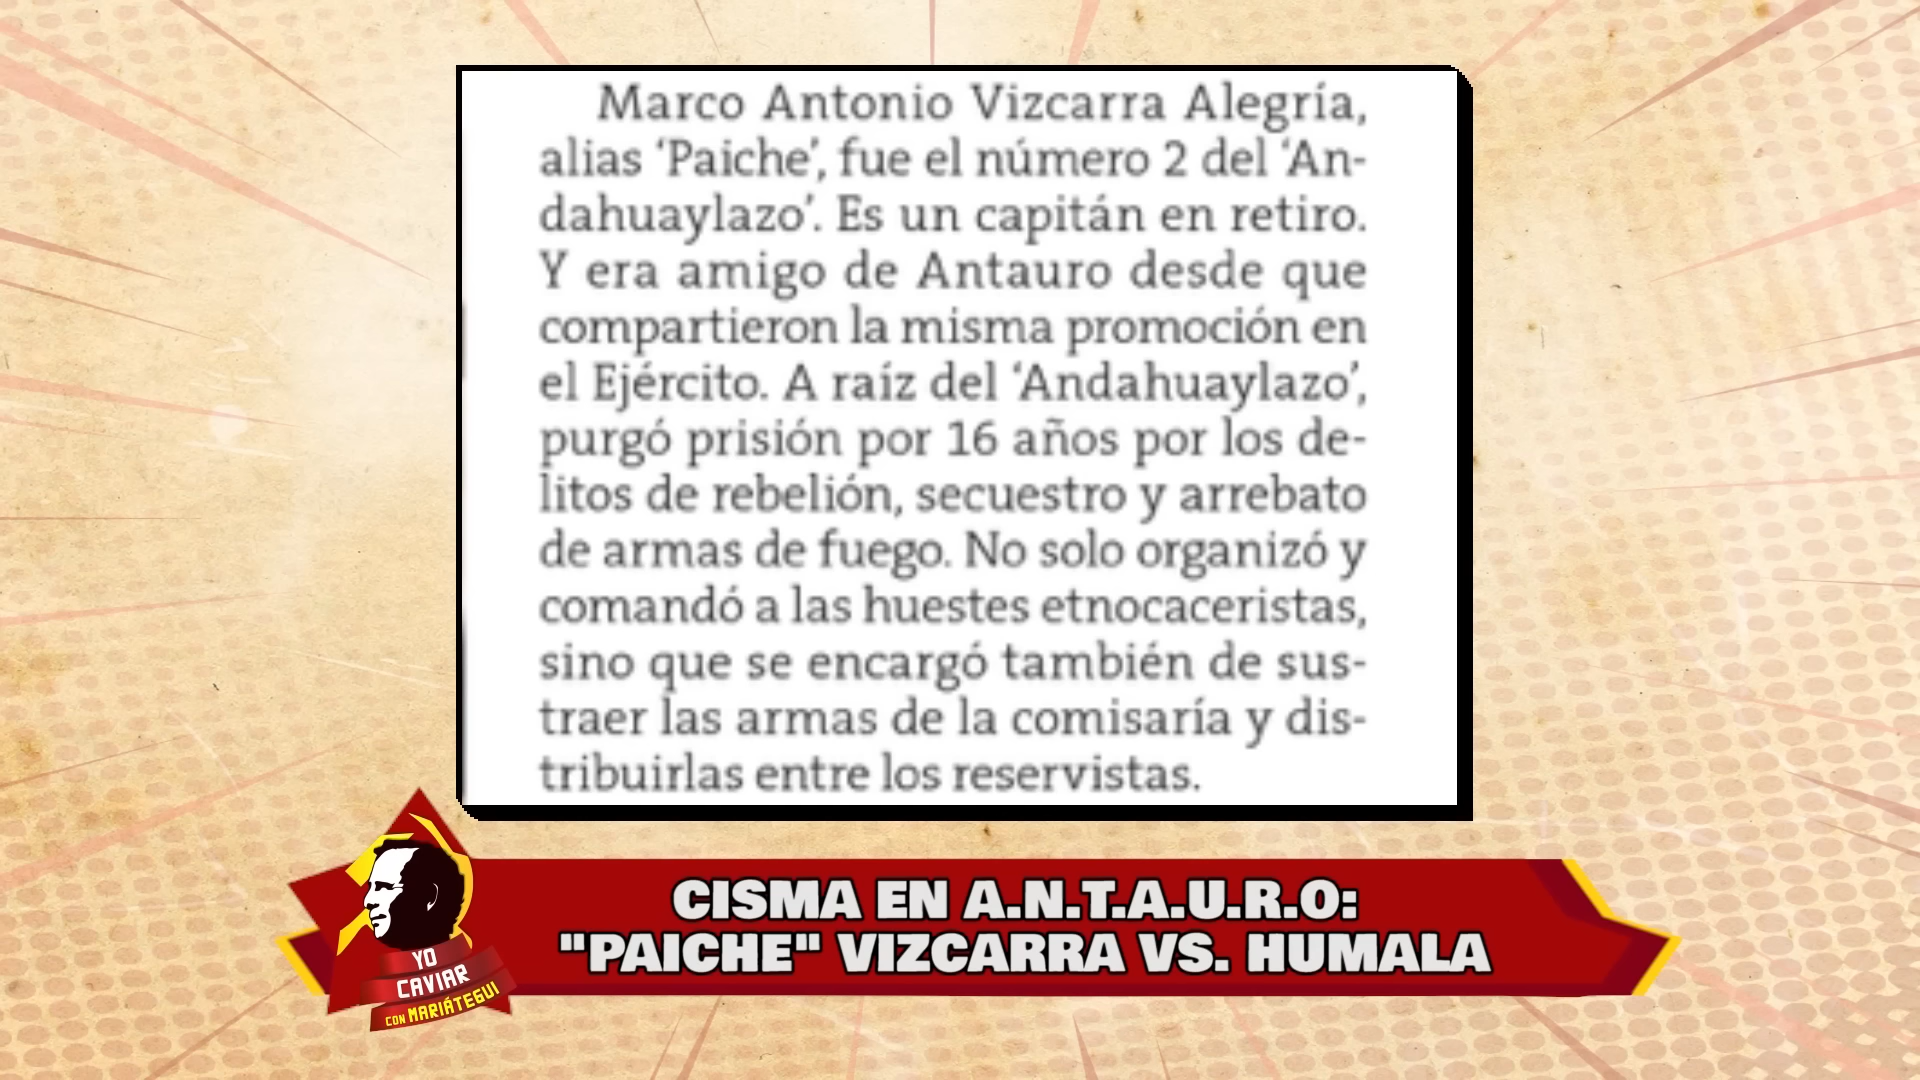 Marco Antonio Vizcarra Alegría,
alias ‘Paiche’, fue el número 2 del ‘An-
dahuaylazo’. Es un capitán en retiro.
Y era amigo de Antauro desde que
compartieron la misma promoción en
el Ejército. A raíz del ‘Andahuaylazo’,
purgó prisión por 16 años por los de-
litos de rebelión, secuestro y arrebato
de armas de fuego. No solo organizó y
comandó a las huestes etnocaceristas,
sino que se encargó también de sus-
traer las armas de la comisaría y dis-
tribuirlas entre los reservistas.
CISMA EN A.N.T.A.U.R.O:
"PAICHE" VIZCARRA VS. HUMALA
YO
CAVIAR
CON MARIÁTEGUI